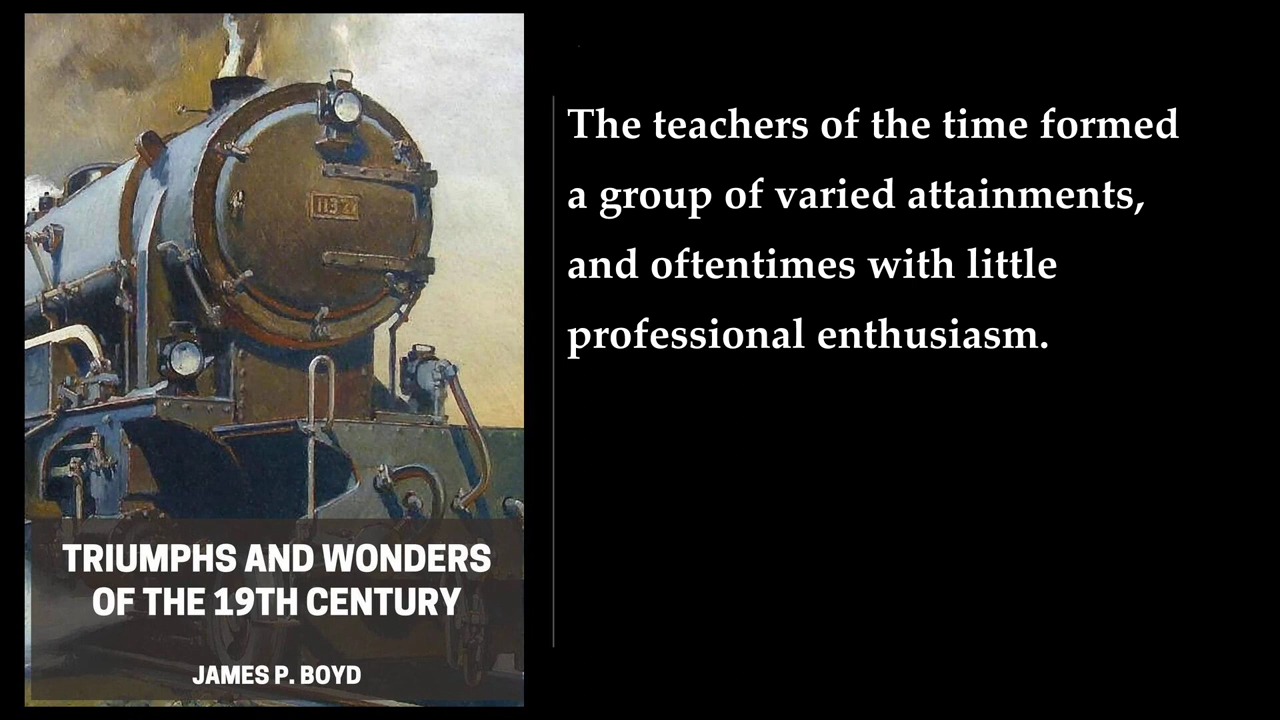 TRIUMPHS AND WONDERS
OF THE 19TH CENTURY
JAMES P. BOYD
The teachers of the time formed
a group of varied attainments,
and oftentimes with little
professional enthusiasm.